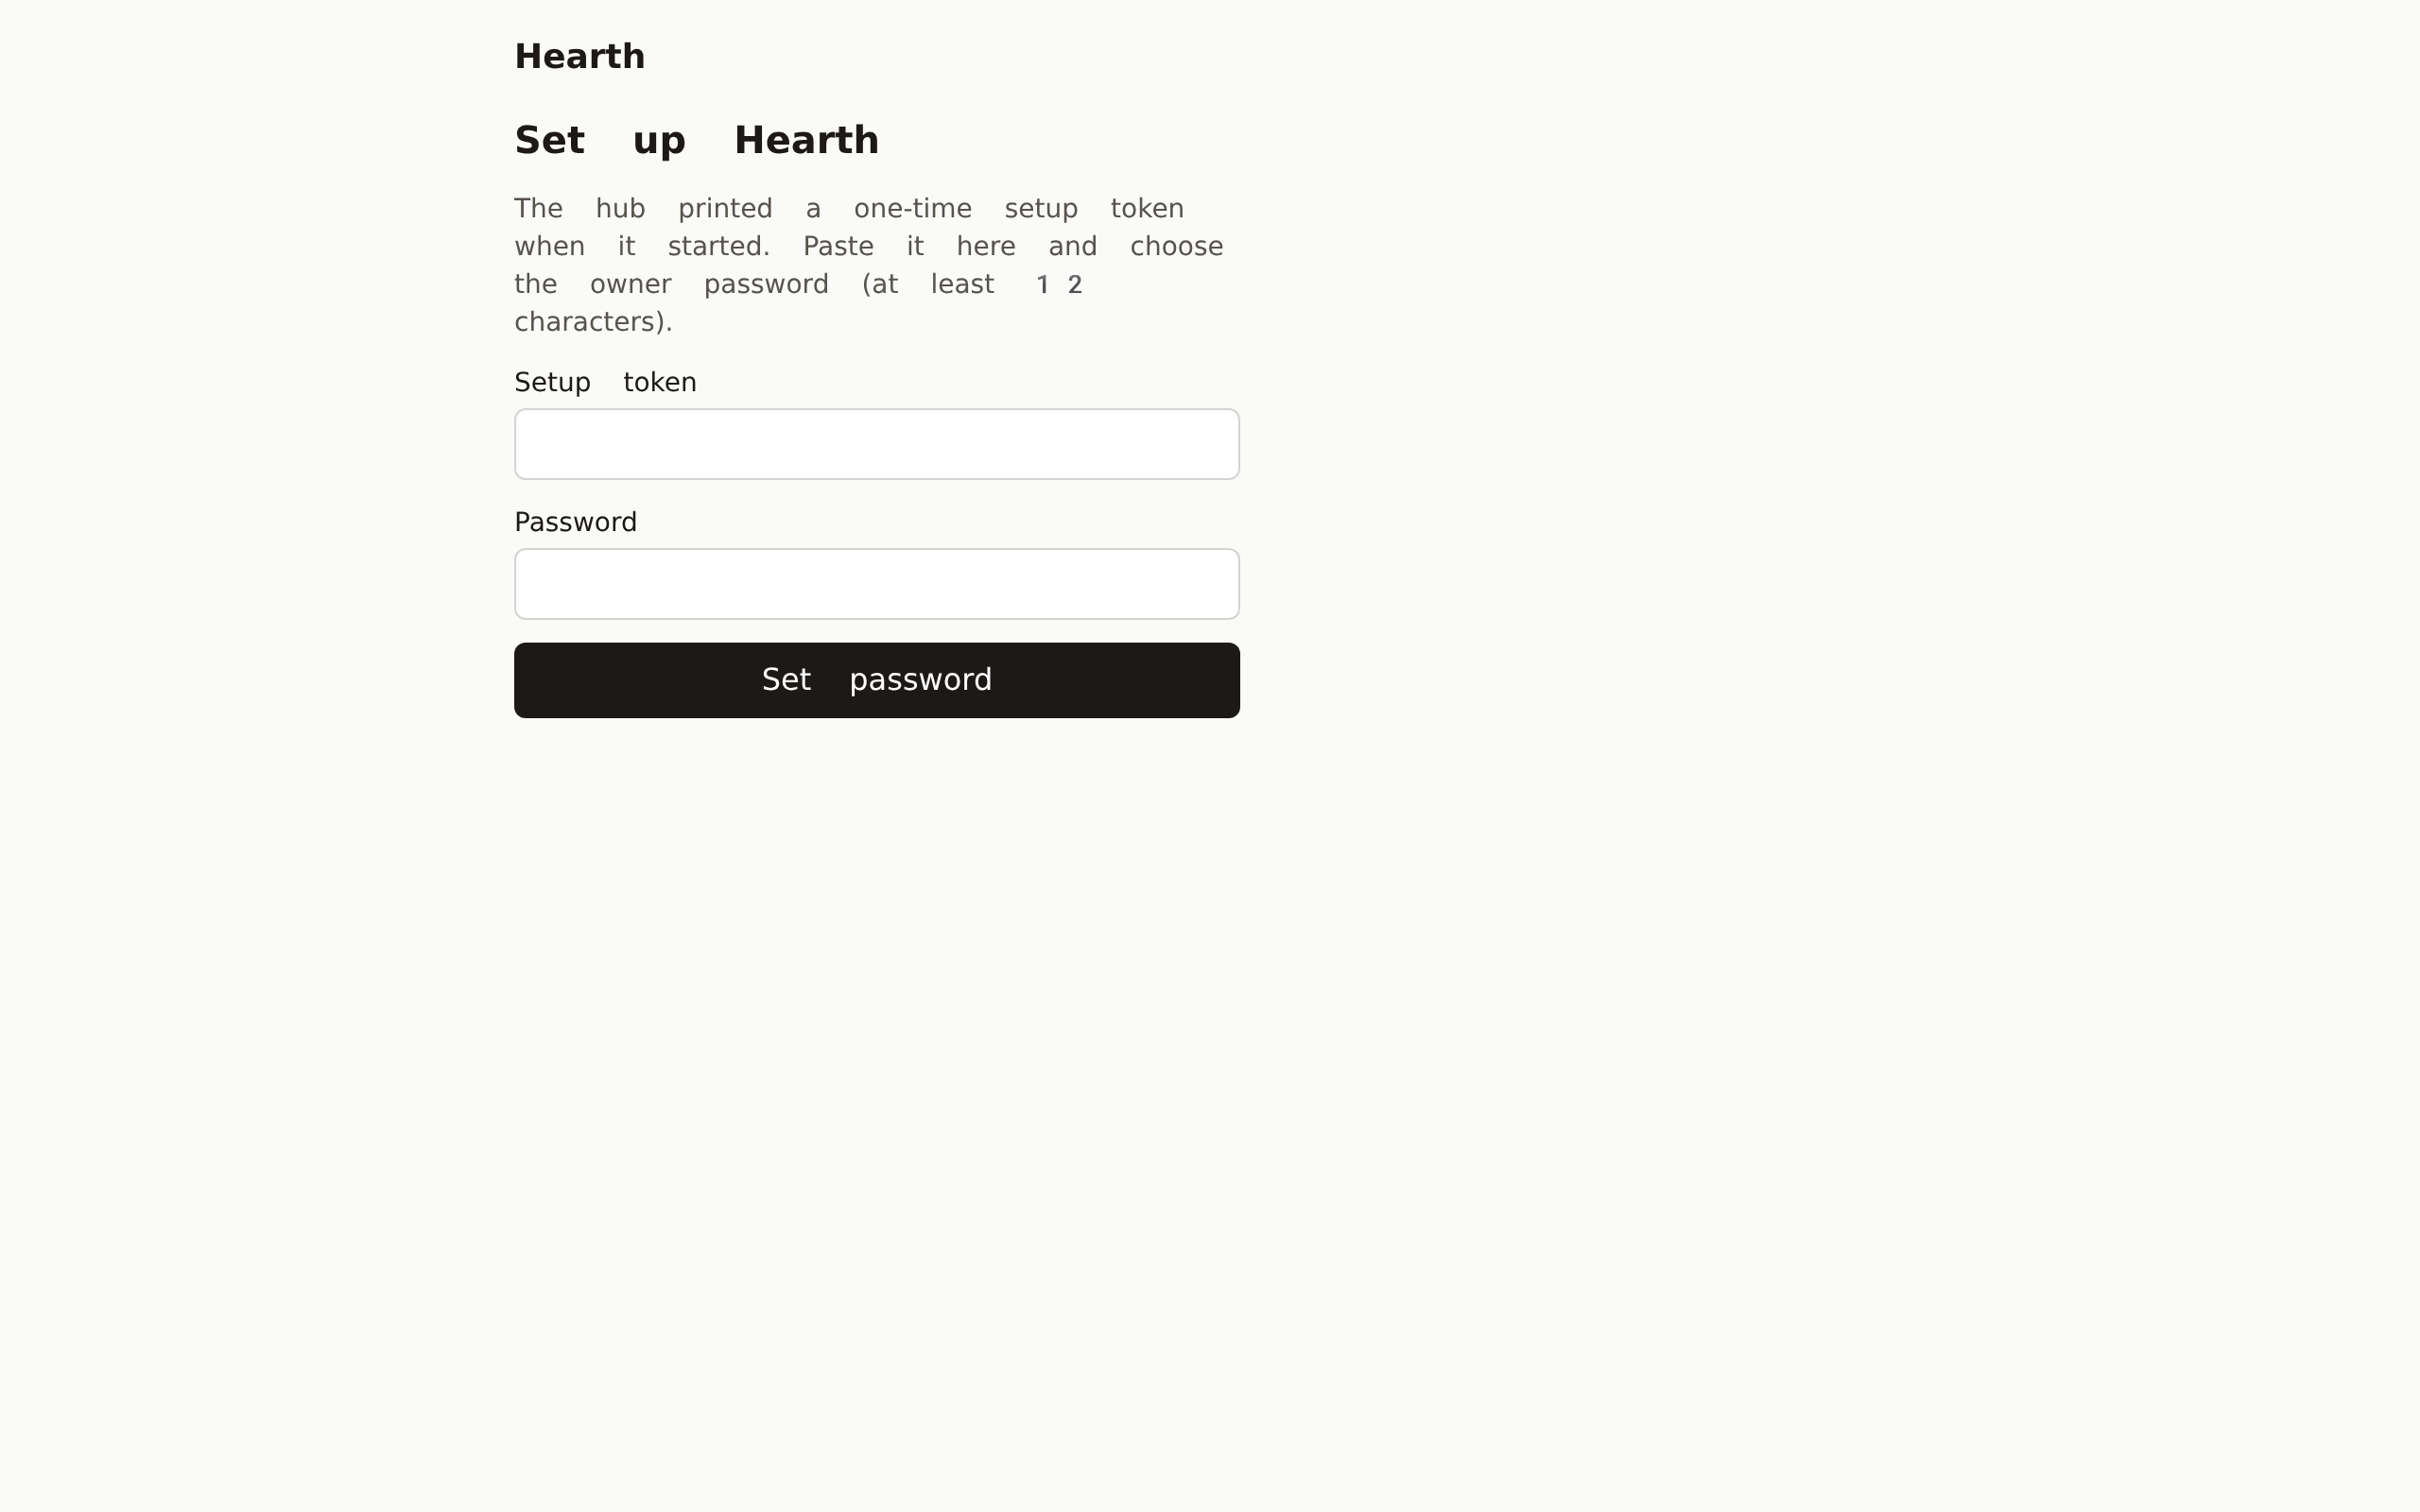 Hearth
Set up Hearth
The hub printed a one-time setup token
when it started. Paste it here and choose
the owner password (at least 12
characters).
Setup token
Password
Set password